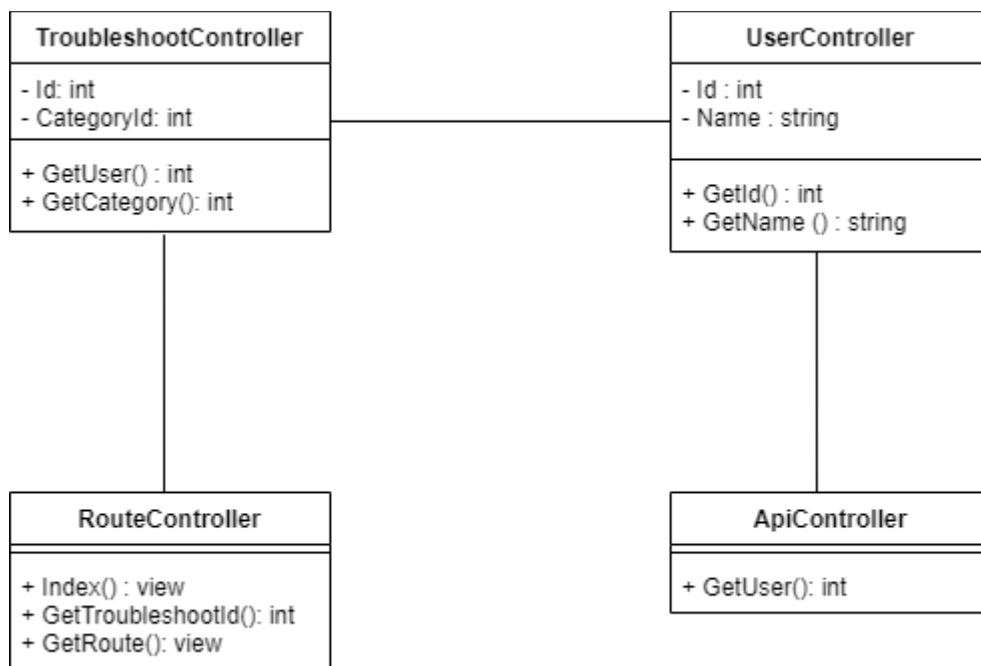 TroubleshootController
- Id: int
- CategoryId: int
+ GetUser() : int
+ GetCategory(): int
UserController
- Id : int
- Name : string
+ GetId() : int
+ GetName () : string
RouteController
+ Index() : view
+ GetTroubleshootId(): int
+ GetRoute(): view
ApiController
+ GetUser(): int